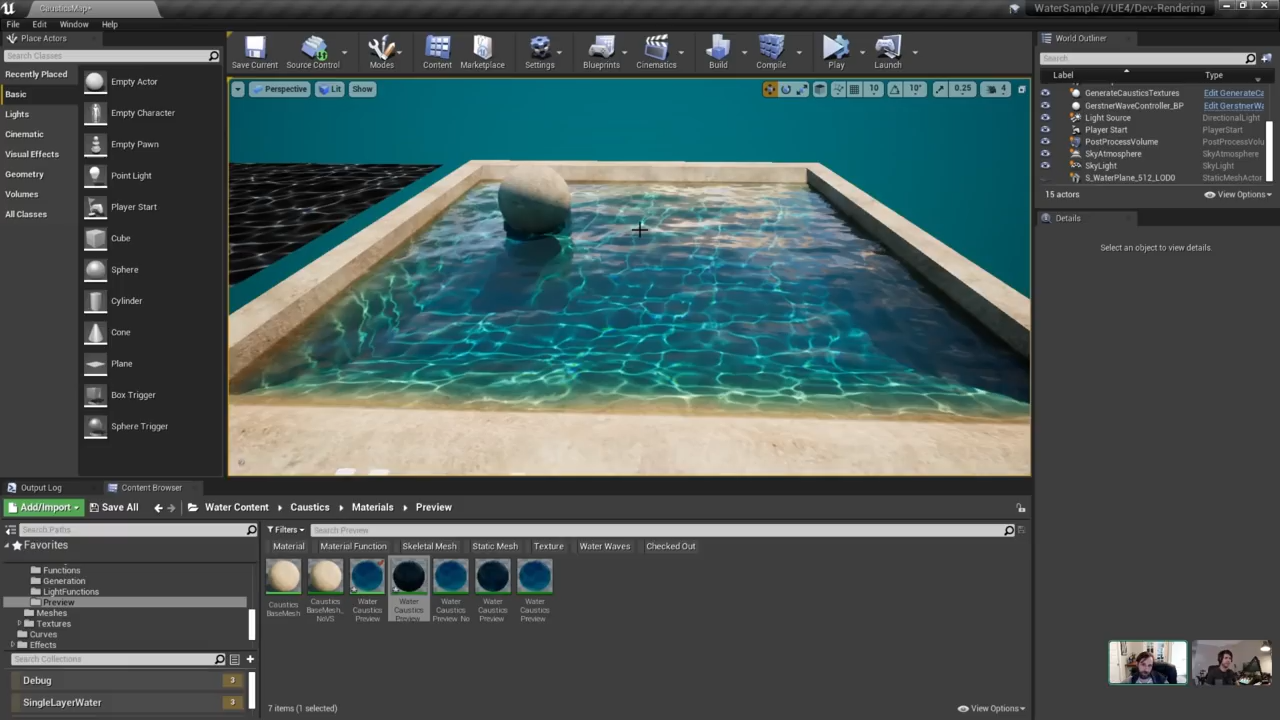 CausticsMap*
WaterSample //UE4/Dev-Rendering
File Edit Window Help
Place Actors
Search Classes
Recently Placed
Basic
Lights
Cinematic
Visual Effects
Geometry
Volumes
All Classes
Empty Actor
Empty Character
Empty Pawn
Point Light
Player Start
Cube
Sphere
Cylinder
Cone
Plane
Box Trigger
Sphere Trigger
Save Current Source Control Modes Content Marketplace Settings Blueprints Cinematics Build Compile Play Launch
Perspective Lit Show 10 10° 0.25 4
World Outliner
Search
Label Type
GenerateCausticsTextures Edit GenerateCa
GerstnerWaveController_BP Edit GerstnerWa
Light Source DirectionalLight
Player Start PlayerStart
PostProcessVolume PostProcessVolum
SkyAtmosphere SkyAtmosphere
SkyLight SkyLight
S_WaterPlane_512_LOD0 StaticMeshActor
15 actors View Options
Details
Select an object to view details.
Output Log Content Browser
Add/Import Save All Water Content Caustics Materials Preview
Search Paths
Favorites
Functions
Generation
LightFunctions
Preview
Meshes
Textures
Curves
Effects
Search Collections
Debug 3
SingleLayerWater 3
Filters Search Preview
Material Material Function Skeletal Mesh Static Mesh Texture Water Waves Checked Out
Caustics
BaseMesh
Caustics
BaseMesh_
NoVS
Water
Caustics
Preview
Water
Caustics
Preview
Water
Caustics
Preview_No
Water
Caustics
Preview
Water
Caustics
Preview
7 items (1 selected) View Options